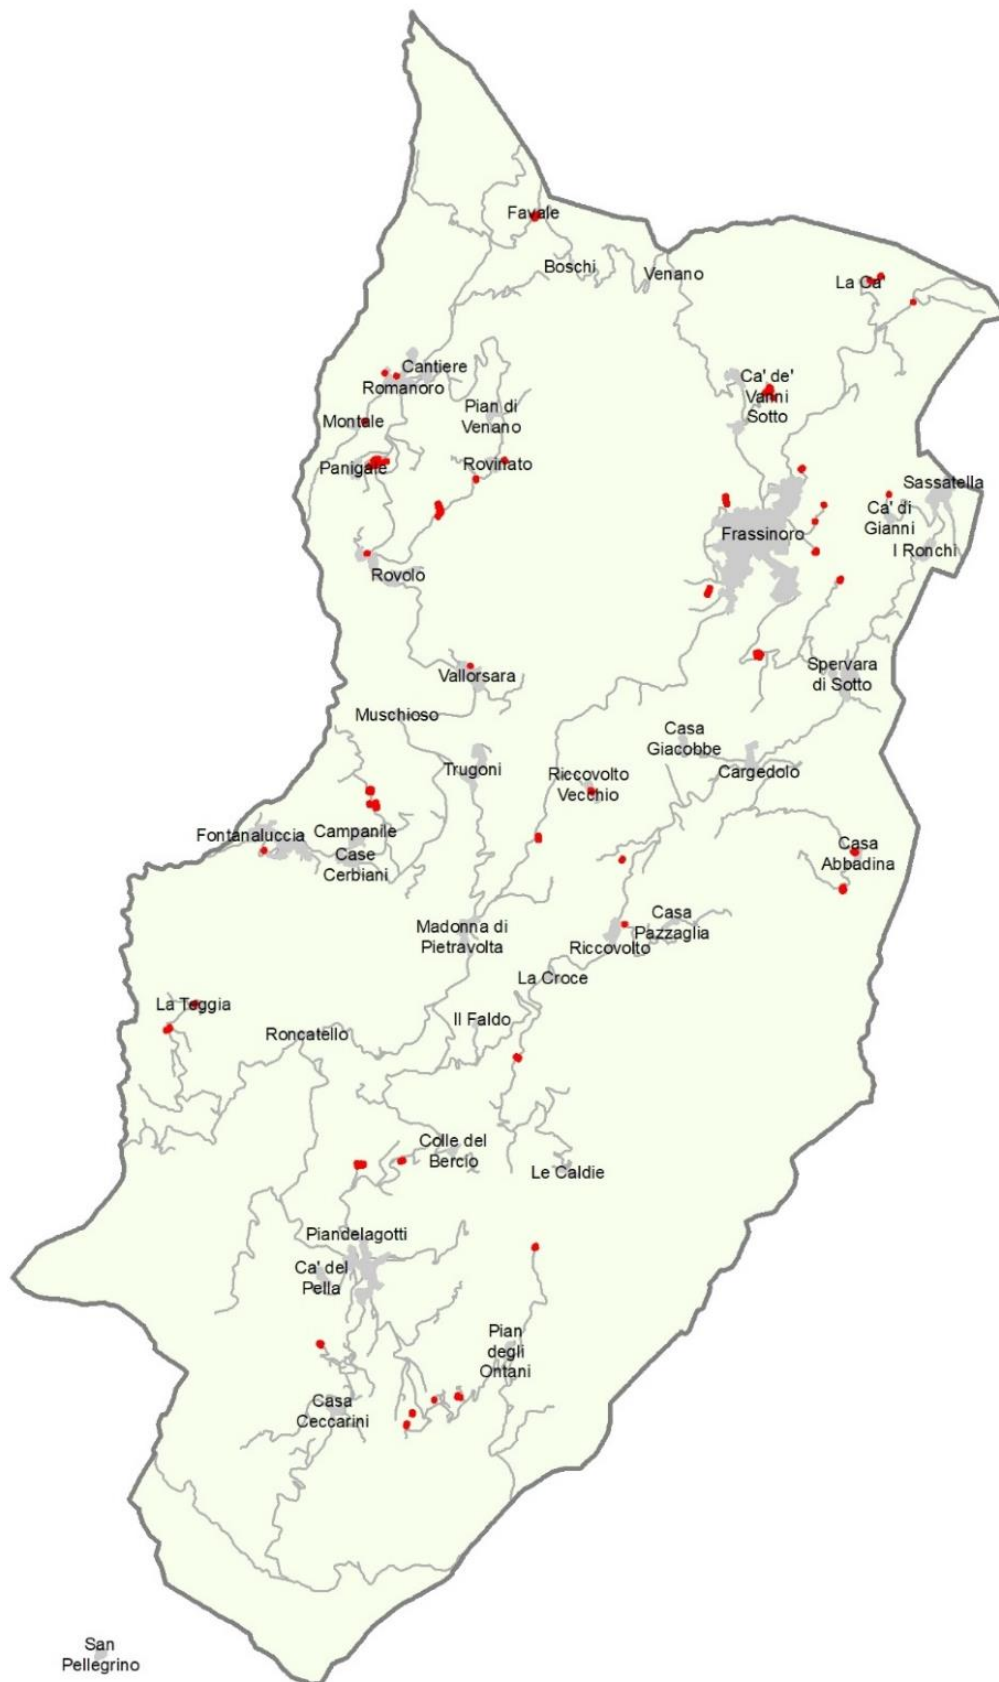 Favale
Boschi
Venano
La Ca'
Cantiere
Romanoro
Ca' de'
Vanni
Sotto
Pian di
Venano
Montale
Panigale
Rovinato
Sassatella
Ca' di
Gianni
Frassinoro
I Ronchi
Rovolo
Vallorsara
Spervara
di Sotto
Muschioso
Casa
Giacobbe
Trugoni
Riccovolto
Vecchio
Cargedolo
Fontanaluccia
Campanile
Case
Cerbiani
Casa
Abbadina
Madonna di
Pietravolta
Casa
Pazzaglia
Riccovolto
La Croce
La Teggia
Il Faldo
Roncatello
Colle del
Bercio
Le Caldie
Piandelagotti
Ca' del
Pella
Pian
degli
Ontani
Casa
Ceccarini
San
Pellegrino